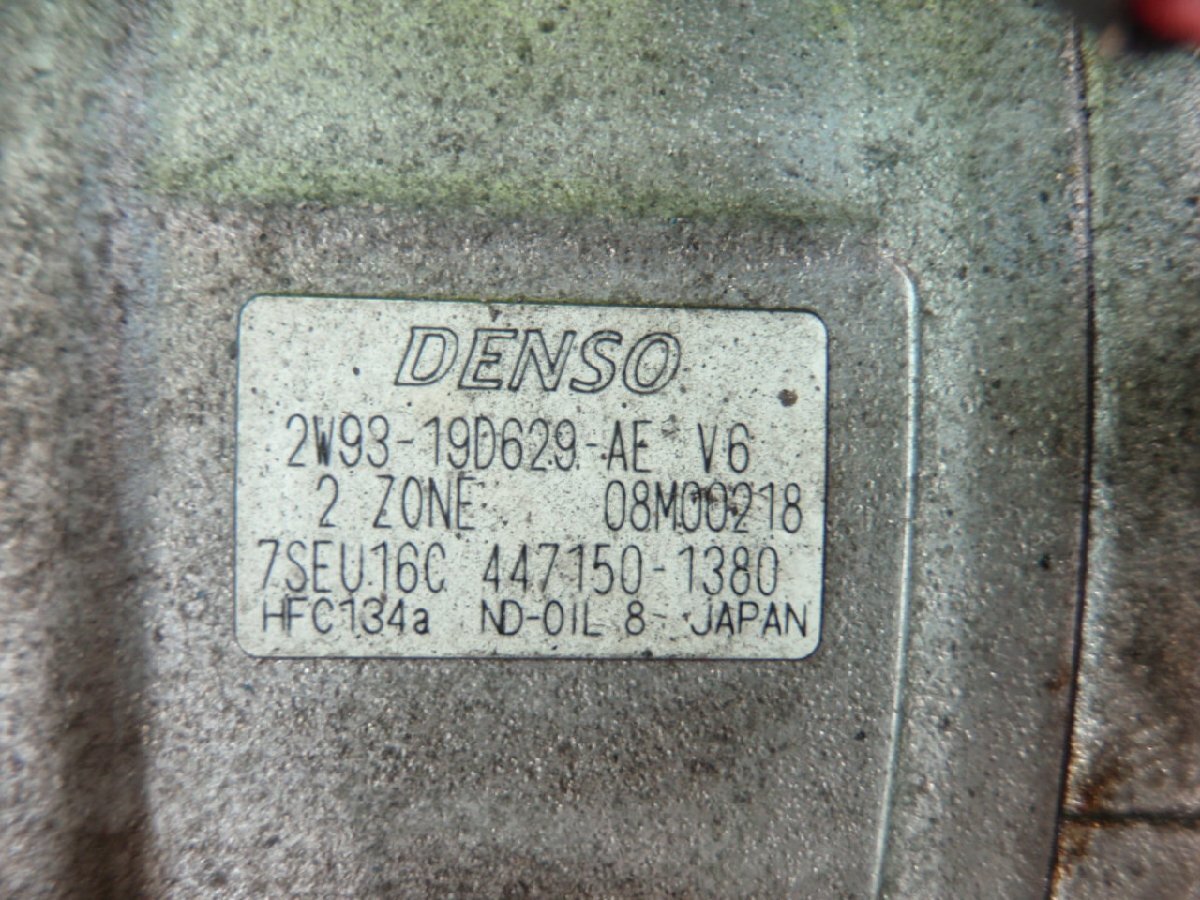 DENSO
2W93-19D629-AE V6
2 ZONE 08M00218
7SEU16C 447150-1380
HFC134a ND-OIL 8 JAPAN